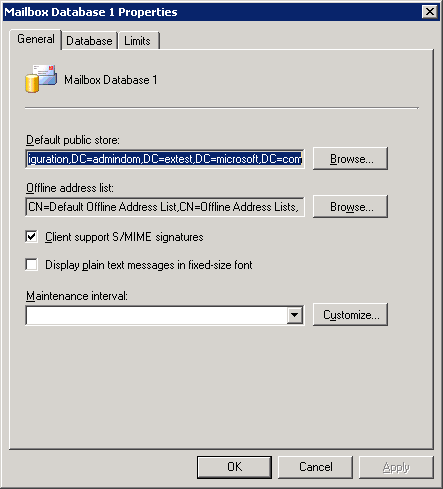 Mailbox Database 1 Properties
General Database Limits
Mailbox Database 1
Default public store:
iguration,DC=admindom,DC=extest,DC=microsoft,DC=com
Browse...
Offline address list:
CN=Default Offline Address List,CN=Offline Address Lists,
Browse...
Client support S/MIME signatures
Display plain text messages in fixed-size font
Maintenance interval:
Customize...
OK Cancel Apply